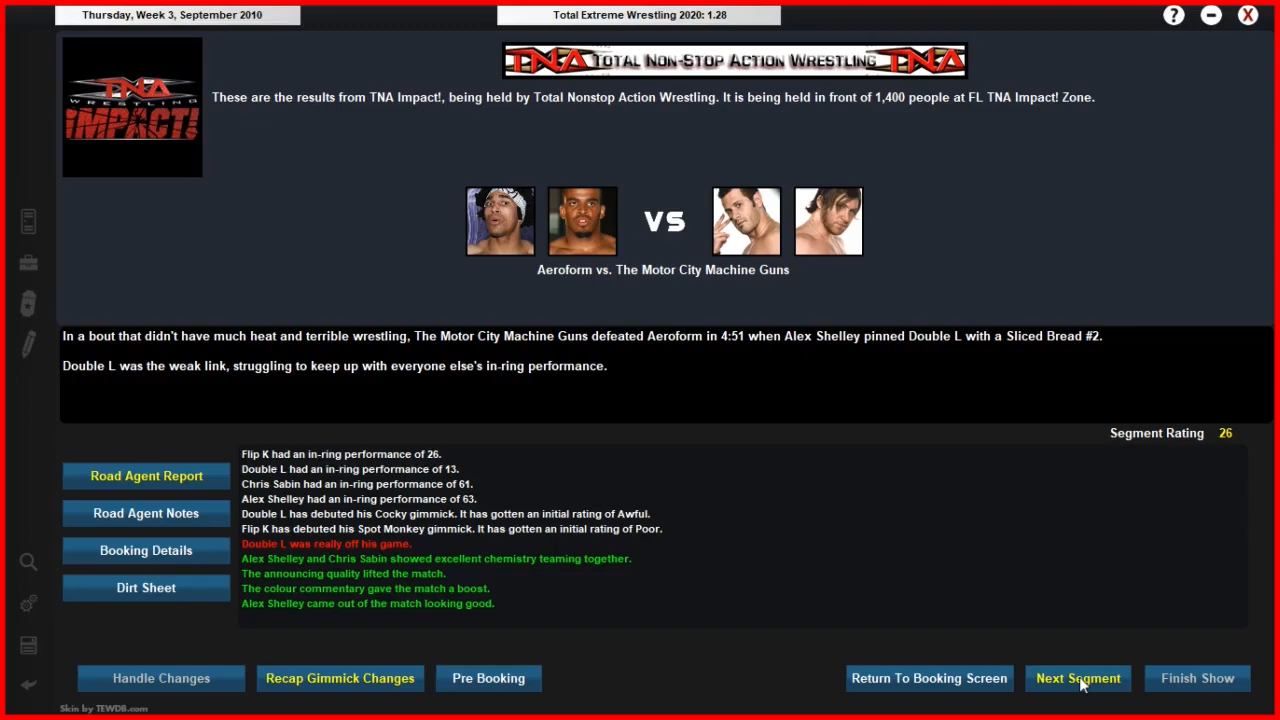 Thursday, Week 3, September 2010
Total Extreme Wrestling 2020: 1.28
?
X
TNA TOTAL NON-STOP ACTION WRESTLING TNA
TNA
WRESTLING
iMPACT!
These are the results from TNA Impact!, being held by Total Nonstop Action Wrestling. It is being held in front of 1,400 people at FL TNA Impact! Zone.
VS
Aeroform vs. The Motor City Machine Guns
In a bout that didn't have much heat and terrible wrestling, The Motor City Machine Guns defeated Aeroform in 4:51 when Alex Shelley pinned Double L with a Sliced Bread #2.
Double L was the weak link, struggling to keep up with everyone else's in-ring performance.
Segment Rating 26
Road Agent Report
Road Agent Notes
Booking Details
Dirt Sheet
Flip K had an in-ring performance of 26.
Double L had an in-ring performance of 13.
Chris Sabin had an in-ring performance of 61.
Alex Shelley had an in-ring performance of 63.
Double L has debuted his Cocky gimmick. It has gotten an initial rating of Awful.
Flip K has debuted his Spot Monkey gimmick. It has gotten an initial rating of Poor.
Double L was really off his game.
Alex Shelley and Chris Sabin showed excellent chemistry teaming together.
The announcing quality lifted the match.
The colour commentary gave the match a boost.
Alex Shelley came out of the match looking good.
Handle Changes
Recap Gimmick Changes
Pre Booking
Return To Booking Screen
Next Segment
Finish Show
Skin by TEWDB.com